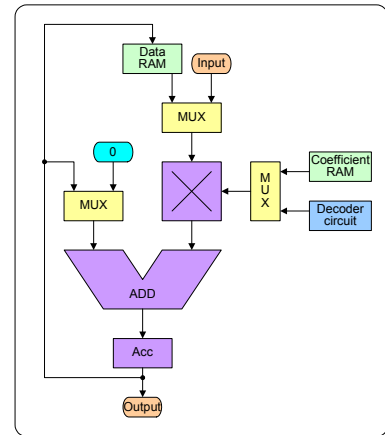 Data
RAM
Input
MUX
0
MUX
M
U
X
Coefficient
RAM
Decoder
circuit
ADD
Acc
Output